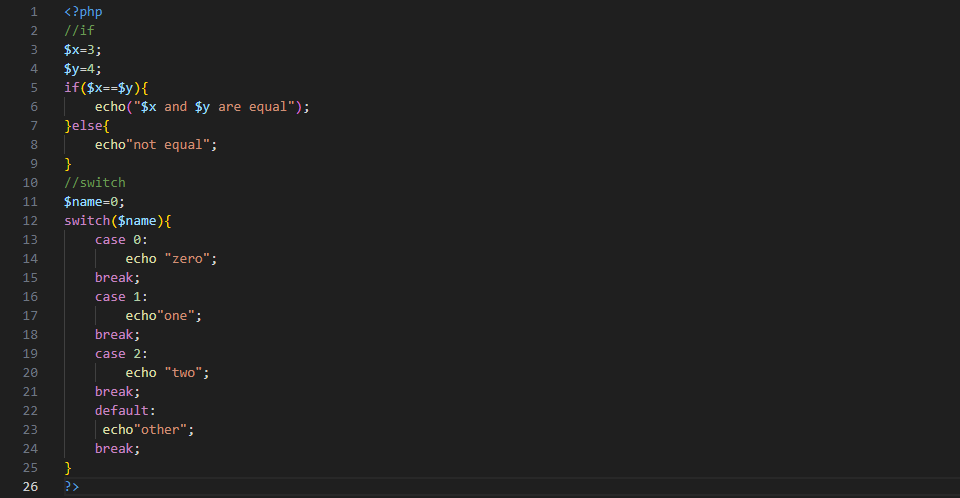 1 <?php
2 //if
3 $x=3;
4 $y=4;
5 if($x==$y){
6     echo("$x and $y are equal");
7 }else{
8     echo"not equal";
9 }
10 //switch
11 $name=0;
12 switch($name){
13     case 0:
14         echo "zero";
15     break;
16     case 1:
17         echo"one";
18     break;
19     case 2:
20         echo "two";
21     break;
22     default:
23      echo"other";
24     break;
25 }
26 ?>